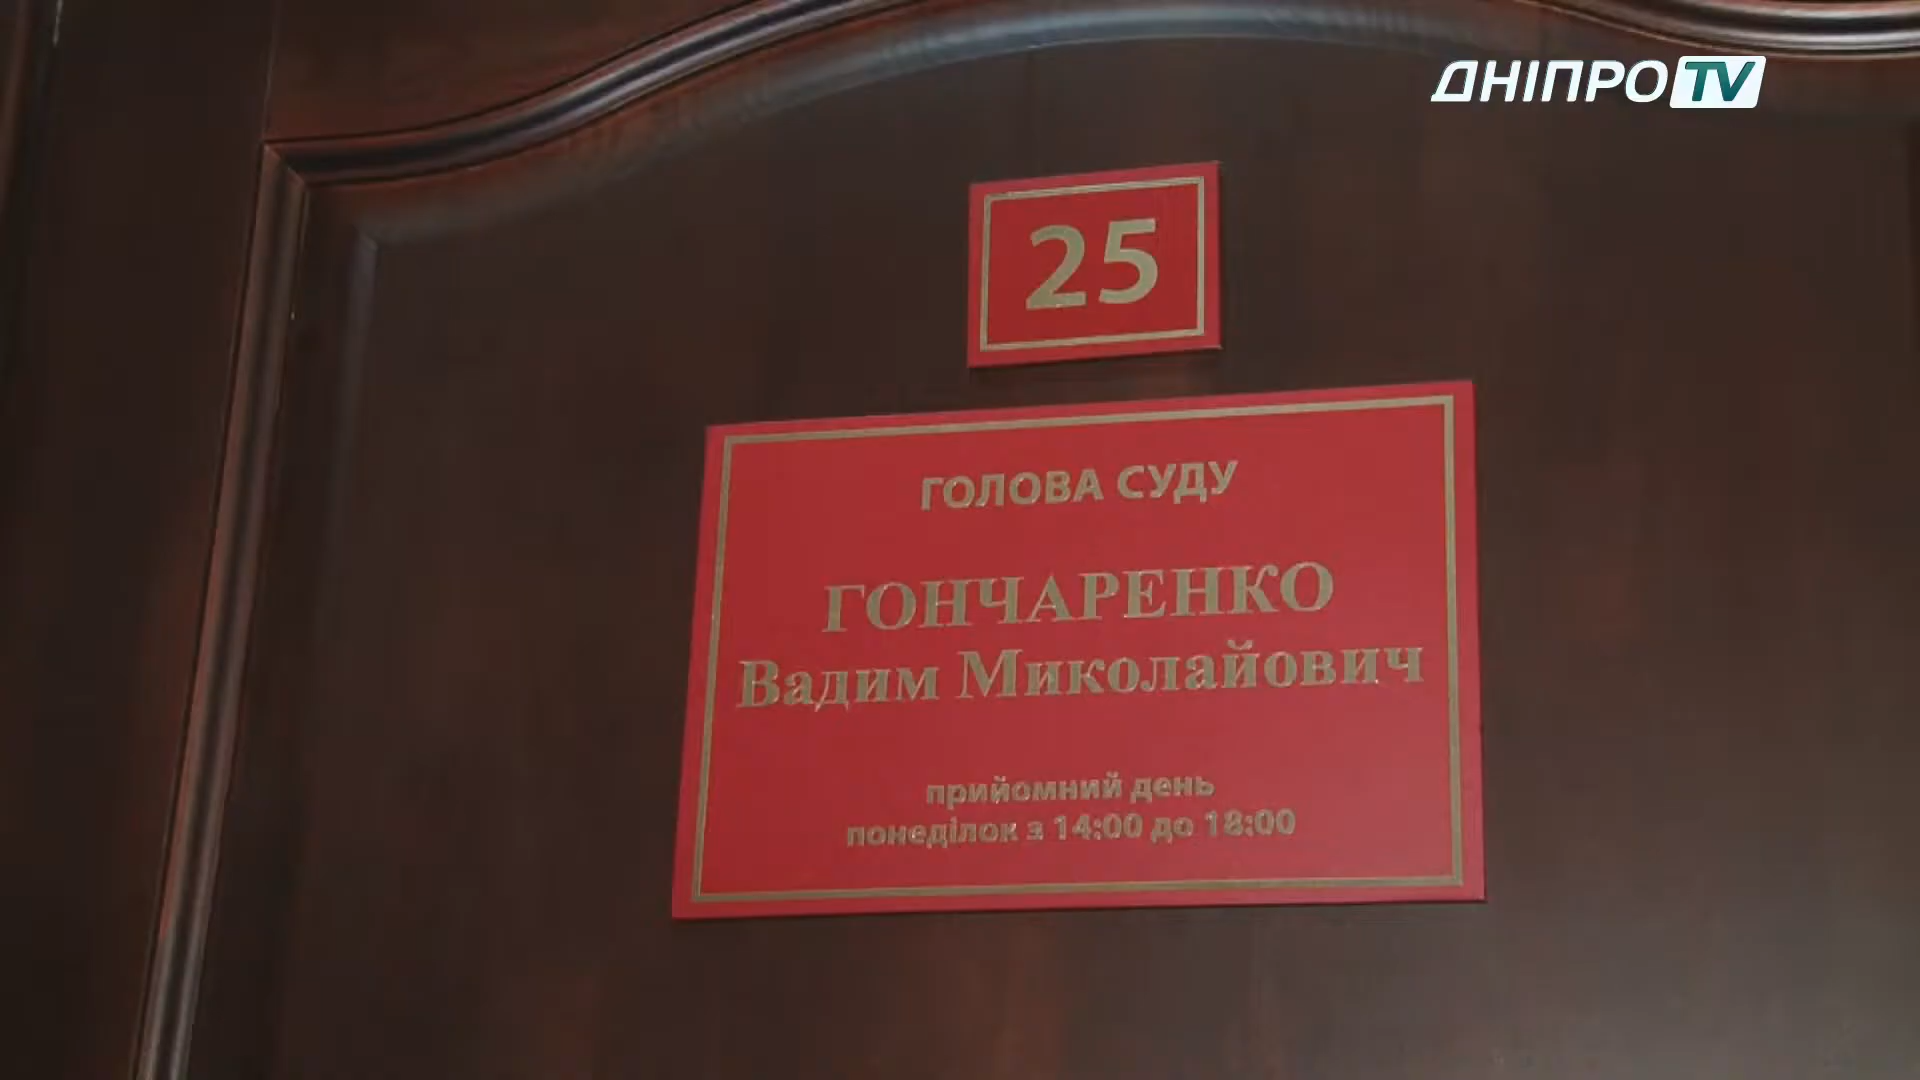 ДНІПРО TV
25
ГОЛОВА СУДУ
ГОНЧАРЕНКО
Вадим Миколайович
прийомний день
понеділок з 14:00 до 18:00